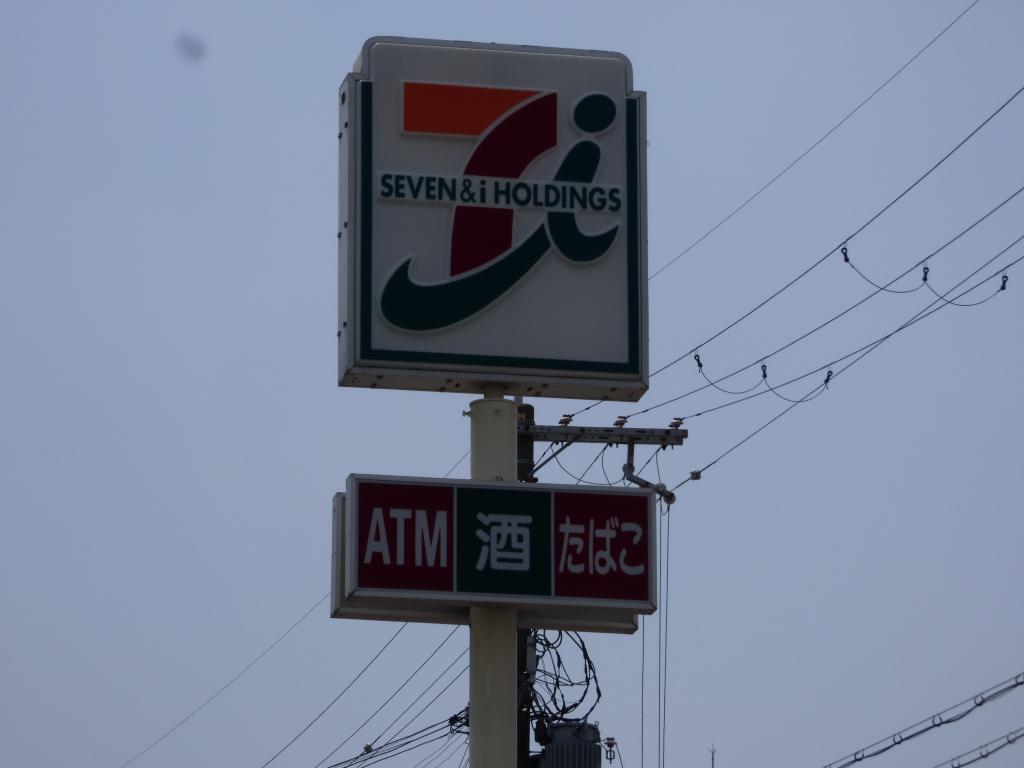 SEVEN & i HOLDINGS
ATM 酒 たばこ